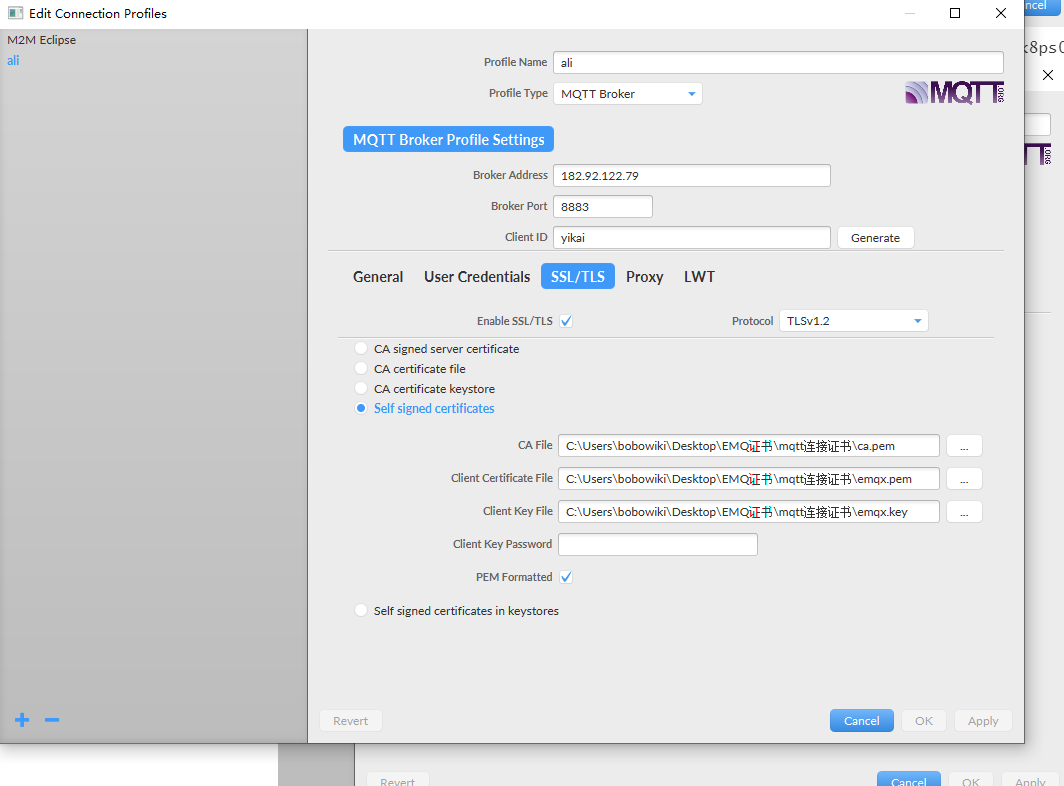 Edit Connection Profiles
M2M Eclipse
ali
Profile Name ali
Profile Type MQTT Broker
MQTT.ORG
MQTT Broker Profile Settings
Broker Address 182.92.122.79
Broker Port 8883
Client ID yikai Generate
General User Credentials SSL/TLS Proxy LWT
Enable SSL/TLS Protocol TLSv1.2
CA signed server certificate
CA certificate file
CA certificate keystore
Self signed certificates
CA File C:\Users\bobowiki\Desktop\EMQ证书\mqtt连接证书\ca.pem ...
Client Certificate File C:\Users\bobowiki\Desktop\EMQ证书\mqtt连接证书\emqx.pem ...
Client Key File C:\Users\bobowiki\Desktop\EMQ证书\mqtt连接证书\emqx.key ...
Client Key Password
PEM Formatted
Self signed certificates in keystores
Revert Cancel OK Apply
Revert Cancel OK Apply